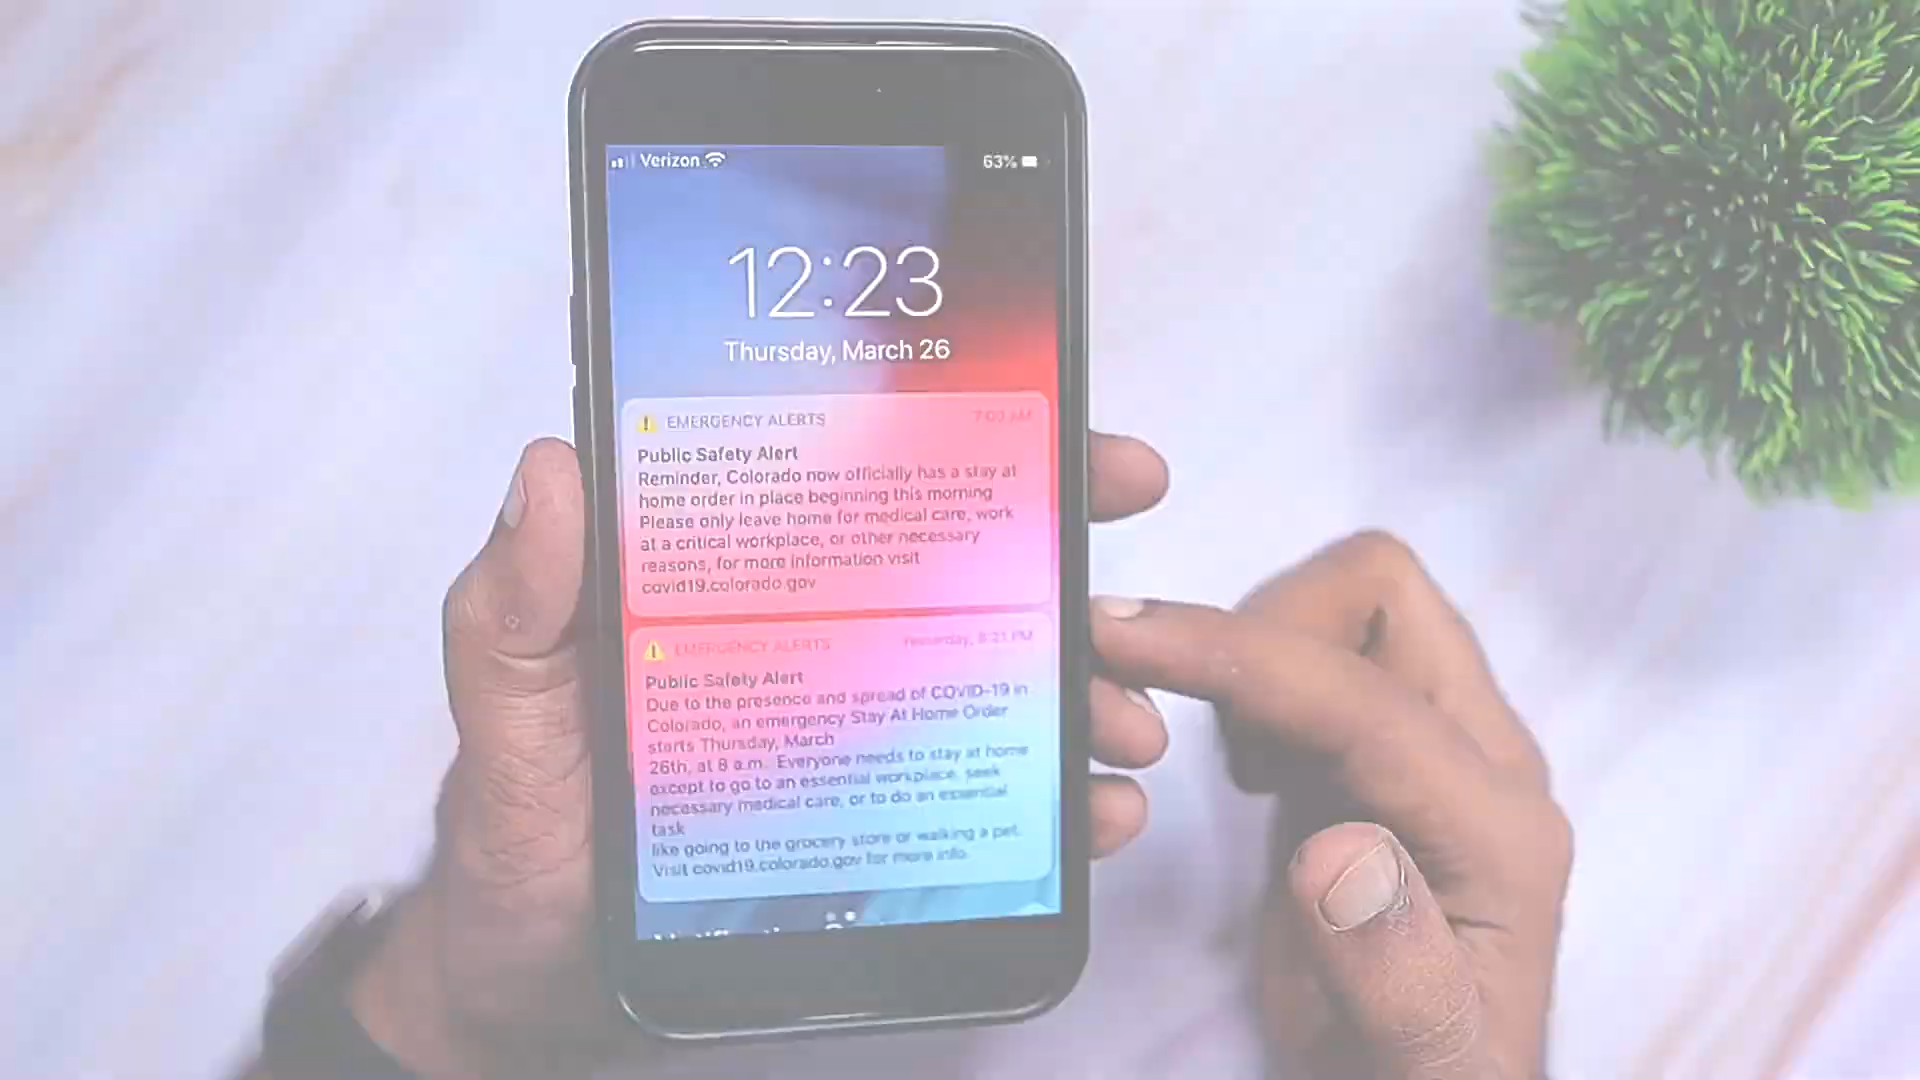 Verizon
63%
12:23
Thursday, March 26
EMERGENCY ALERTS
Public Safety Alert
Reminder, Colorado now officially has a stay at
home order in place beginning this morning
Please only leave home for medical care, work
at a critical workplace, or other necessary
reasons, for more information visit
covid19.colorado.gov
EMERGENCY ALERTS Yesterday, 8:21 PM
Public Safety Alert
Due to the presence and spread of COVID-19 in
Colorado, an emergency Stay At Home Order
starts Thursday, March
26th, at 8 a.m. Everyone needs to stay at home
except to go to an essential workplace, seek
necessary medical care, or to do an essential
task
like going to the grocery store or walking a pet.
Visit covid19.colorado.gov for more info.